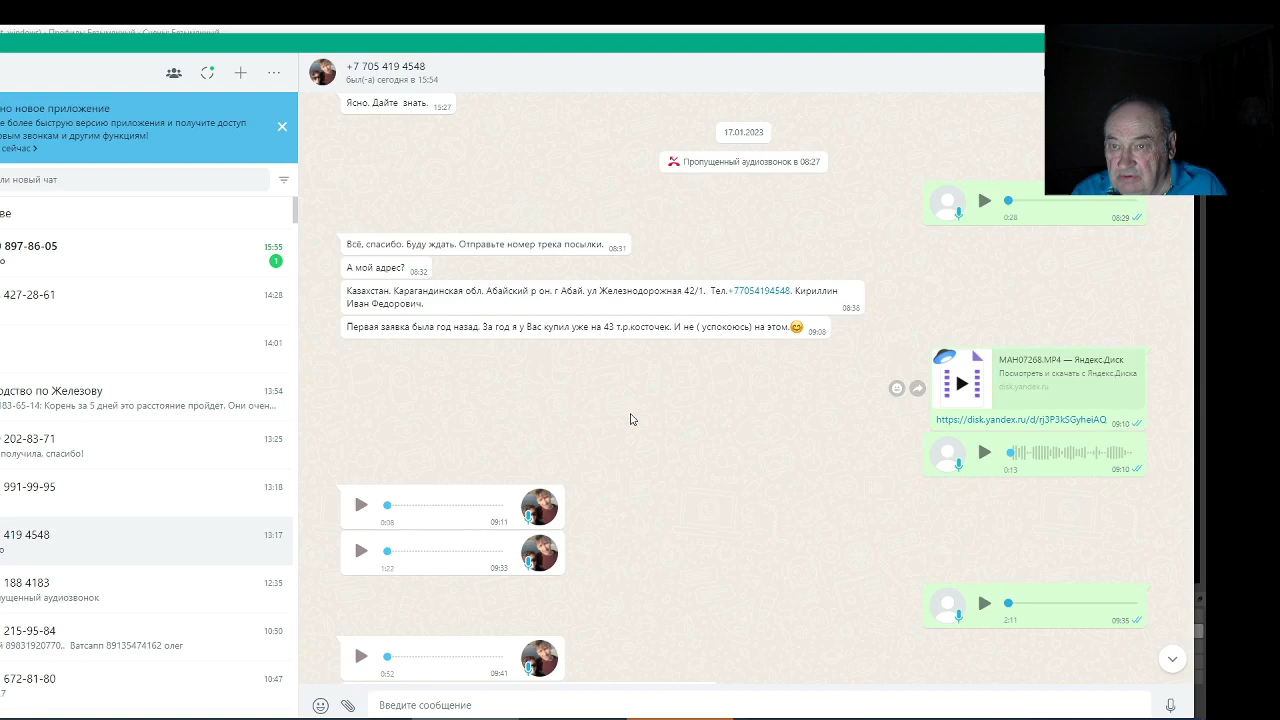 +7 705 419 4548
был(-а) сегодня в 15:54
но новое приложение
е более быструю версию приложения и получите доступ
овым звонкам и другим функциям!
сейчас >
ли новый чат
ве
897-86-05 15:55
о 1
427-28-61 14:28
14:01
одство по Железову 13:54
183-65-14: Корень за 5 дней это расстояние пройдёт. Они очен...
202-83-71 13:25
получила, спасибо!
991-99-95 13:18
419 4548 13:17
о
188 4183 12:35
ущенный аудиозвонок
215-95-84 10:50
й 89831920770.. Ватсапп 89135474162 олег
672-81-80 10:47
7
Ясно. Дайте знать. 15:27
17.01.2023
Пропущенный аудиозвонок в 08:27
0:28 08:29
Всё, спасибо. Буду ждать. Отправьте номер трека посылки. 08:31
А мой адрес? 08:32
Казахстан. Карагандинская обл. Абайский р он. г Абай. ул Железнодорожная 42/1. Тел.+77054194548. Кириллин
Иван Федорович. 08:38
Первая заявка была год назад. За год я у Вас купил уже на 43 т.р.косточек. И не ( успокоюсь) на этом.😊 09:08
MAH07268.MP4 — Яндекс.Диск
Посмотреть и скачать с Яндекс.Диска
disk.yandex.ru
https://disk.yandex.ru/d/rj3P3kSGyheiAQ 09:10
0:13 09:10
0:08 09:11
1:22 09:33
2:11 09:35
0:52 09:41
Введите сообщение